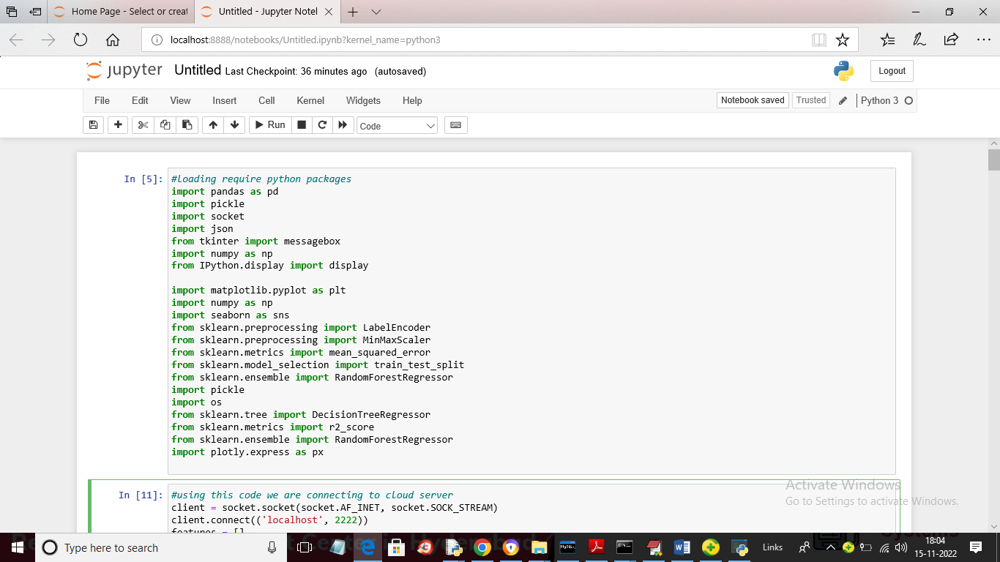 Home Page - Select or creat
Untitled - Jupyter Notel
localhost:8888/notebooks/Untitled.ipynb?kernel_name=python3
jupyter Untitled Last Checkpoint: 36 minutes ago (autosaved)
Logout
File Edit View Insert Cell Kernel Widgets Help
Notebook saved Trusted Python 3
Run Code
In [5]: #loading require python packages
import pandas as pd
import pickle
import socket
import json
from tkinter import messagebox
import numpy as np
from IPython.display import display
import matplotlib.pyplot as plt
import numpy as np
import seaborn as sns
from sklearn.preprocessing import LabelEncoder
from sklearn.preprocessing import MinMaxScaler
from sklearn.metrics import mean_squared_error
from sklearn.model_selection import train_test_split
from sklearn.ensemble import RandomForestRegressor
import pickle
import os
from sklearn.tree import DecisionTreeRegressor
from sklearn.metrics import r2_score
from sklearn.ensemble import RandomForestRegressor
import plotly.express as px
In [11]: #using this code we are connecting to cloud server
client = socket.socket(socket.AF_INET, socket.SOCK_STREAM)
client.connect(('localhost', 2222))
features = []
Activate Windows
Go to Settings to activate Windows.
Type here to search
Links
18:04
15-11-2022